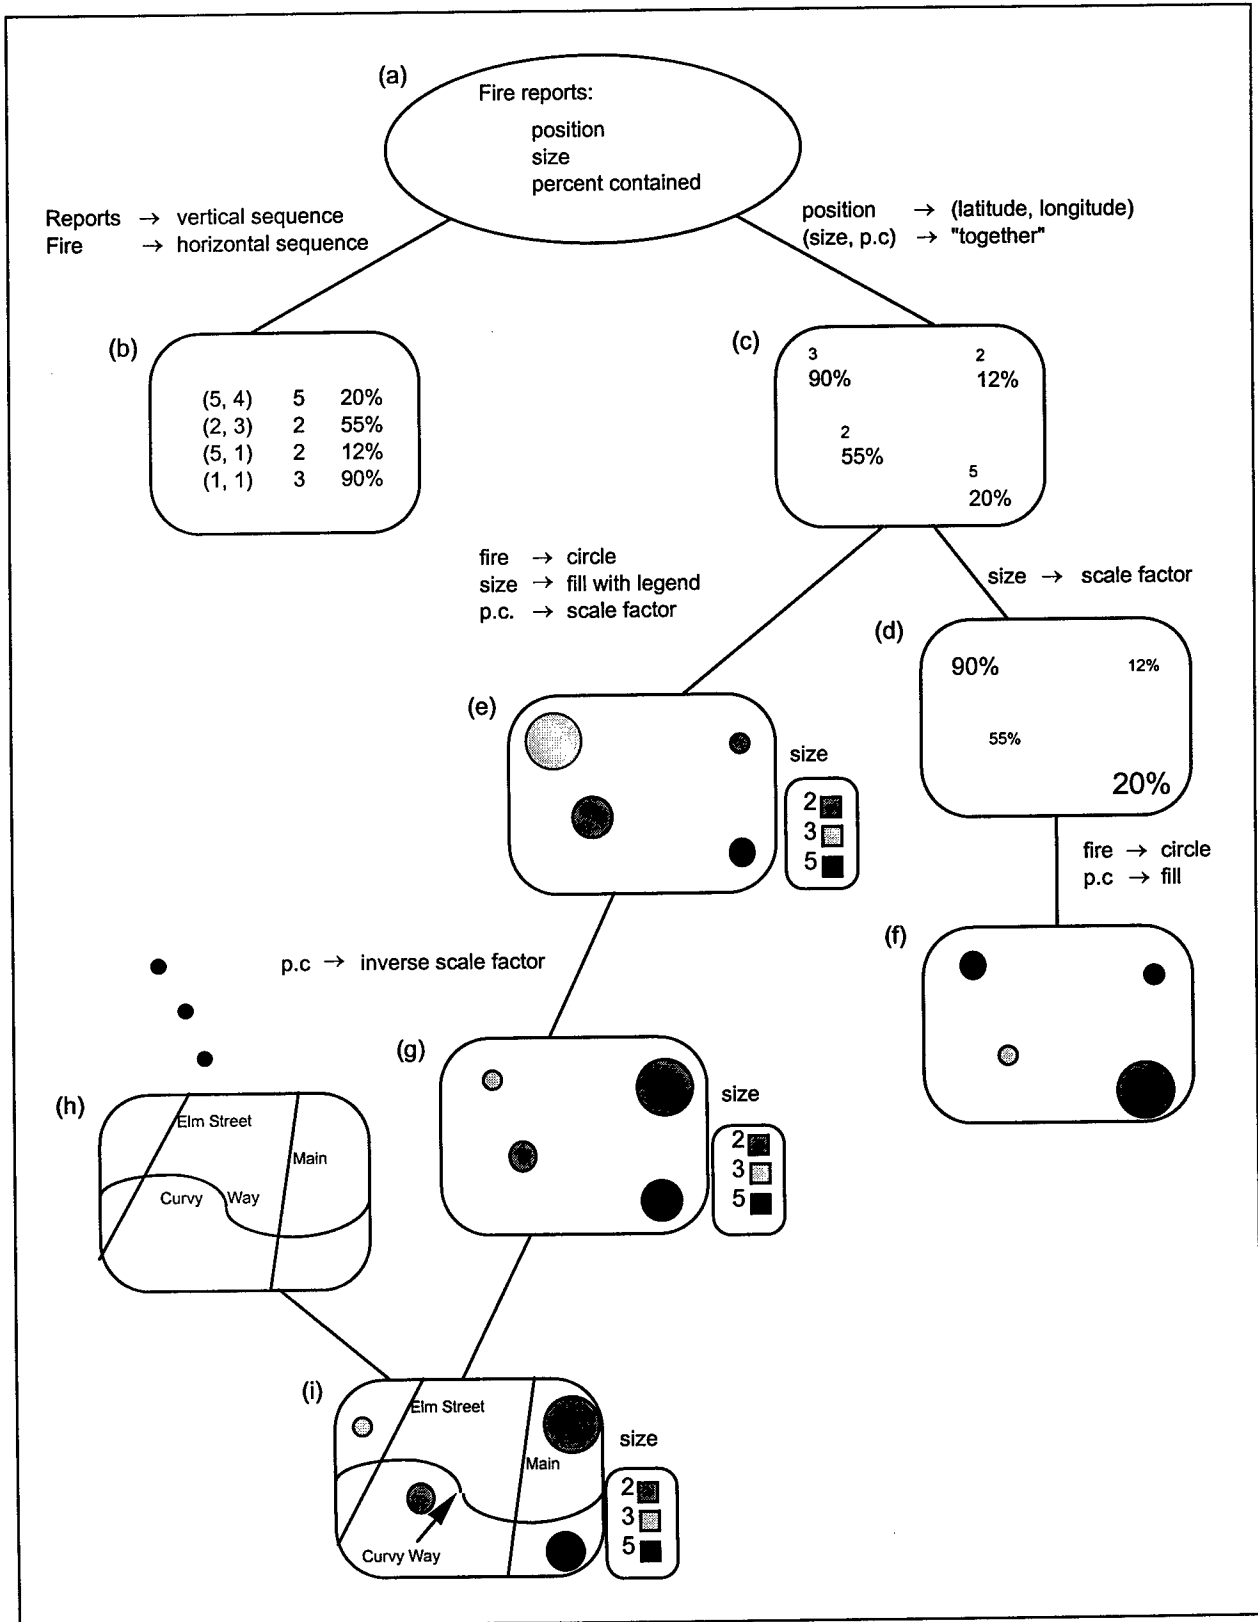 (a)
Fire reports:
position
size
percent contained
Reports → vertical sequence
Fire → horizontal sequence
position → (latitude, longitude)
(size, p.c) → "together"
(b)
(5, 4) 5 20%
(2, 3) 2 55%
(5, 1) 2 12%
(1, 1) 3 90%
(c)
3
90%
2
12%
2
55%
5
20%
fire → circle
size → fill with legend
p.c. → scale factor
size → scale factor
(d)
90%
12%
55%
20%
(e)
size
2
3
5
fire → circle
p.c → fill
(f)
p.c → inverse scale factor
(g)
size
2
3
5
(h)
Elm Street
Main
Curvy Way
(i)
Elm Street
Main
Curvy Way
size
2
3
5